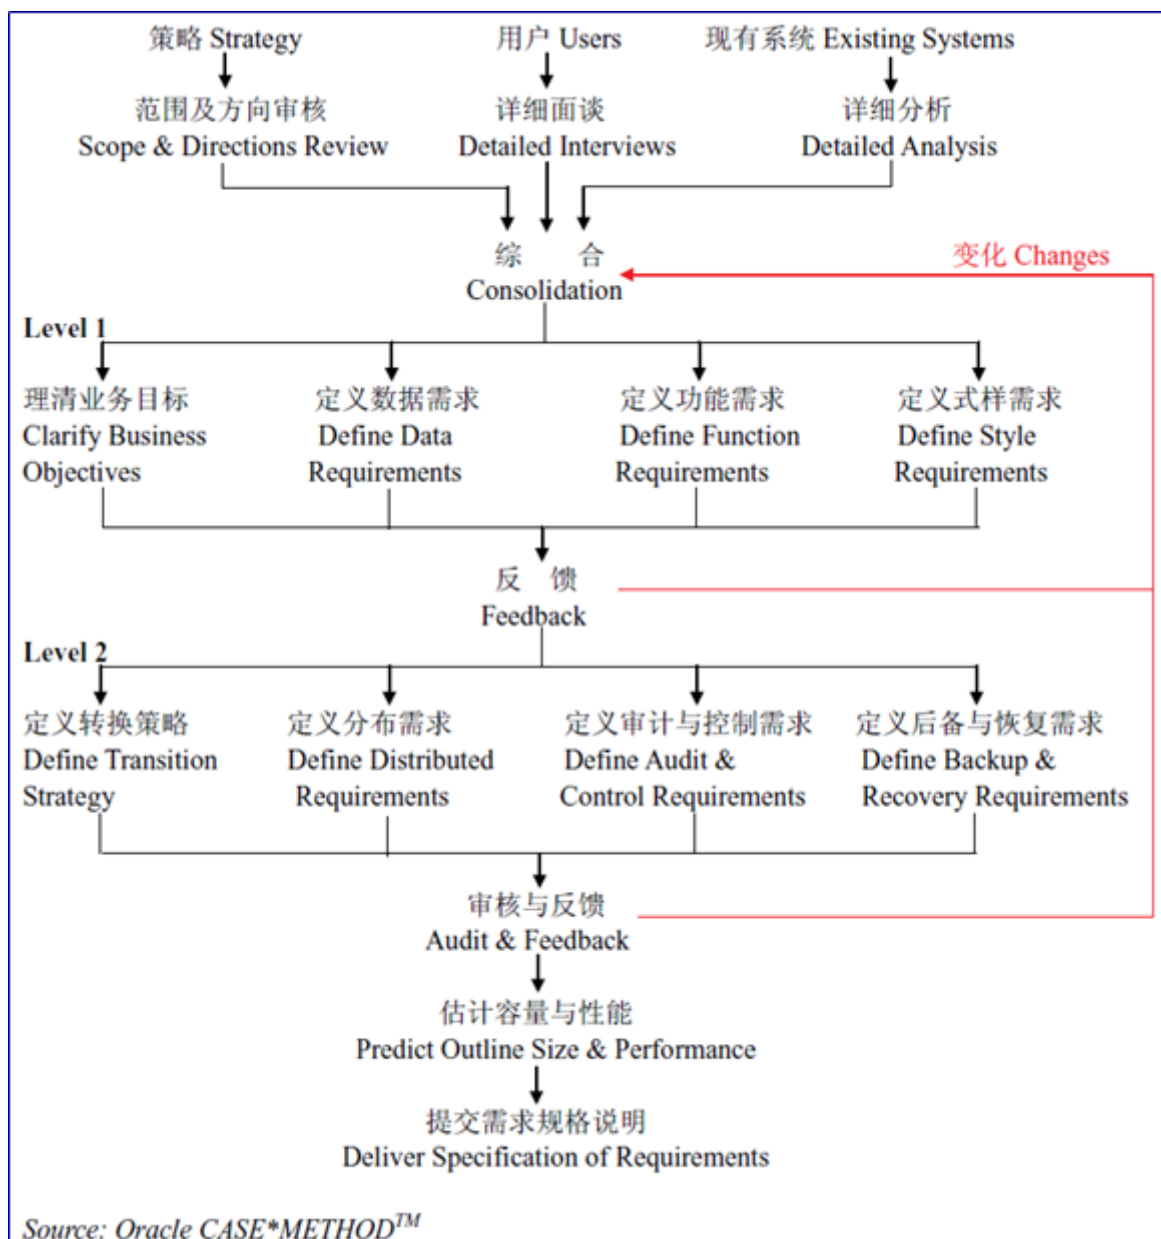 策略 Strategy
用户 Users
现有系统 Existing Systems
范围及方向审核
Scope & Directions Review
详细面谈
Detailed Interviews
详细分析
Detailed Analysis
综 合
Consolidation
变化 Changes
Level 1
理清业务目标
Clarify Business
Objectives
定义数据需求
Define Data
Requirements
定义功能需求
Define Function
Requirements
定义式样需求
Define Style
Requirements
反 馈
Feedback
Level 2
定义转换策略
Define Transition
Strategy
定义分布需求
Define Distributed
Requirements
定义审计与控制需求
Define Audit &
Control Requirements
定义后备与恢复需求
Define Backup &
Recovery Requirements
审核与反馈
Audit & Feedback
估计容量与性能
Predict Outline Size & Performance
提交需求规格说明
Deliver Specification of Requirements
Source: Oracle CASE*METHOD™